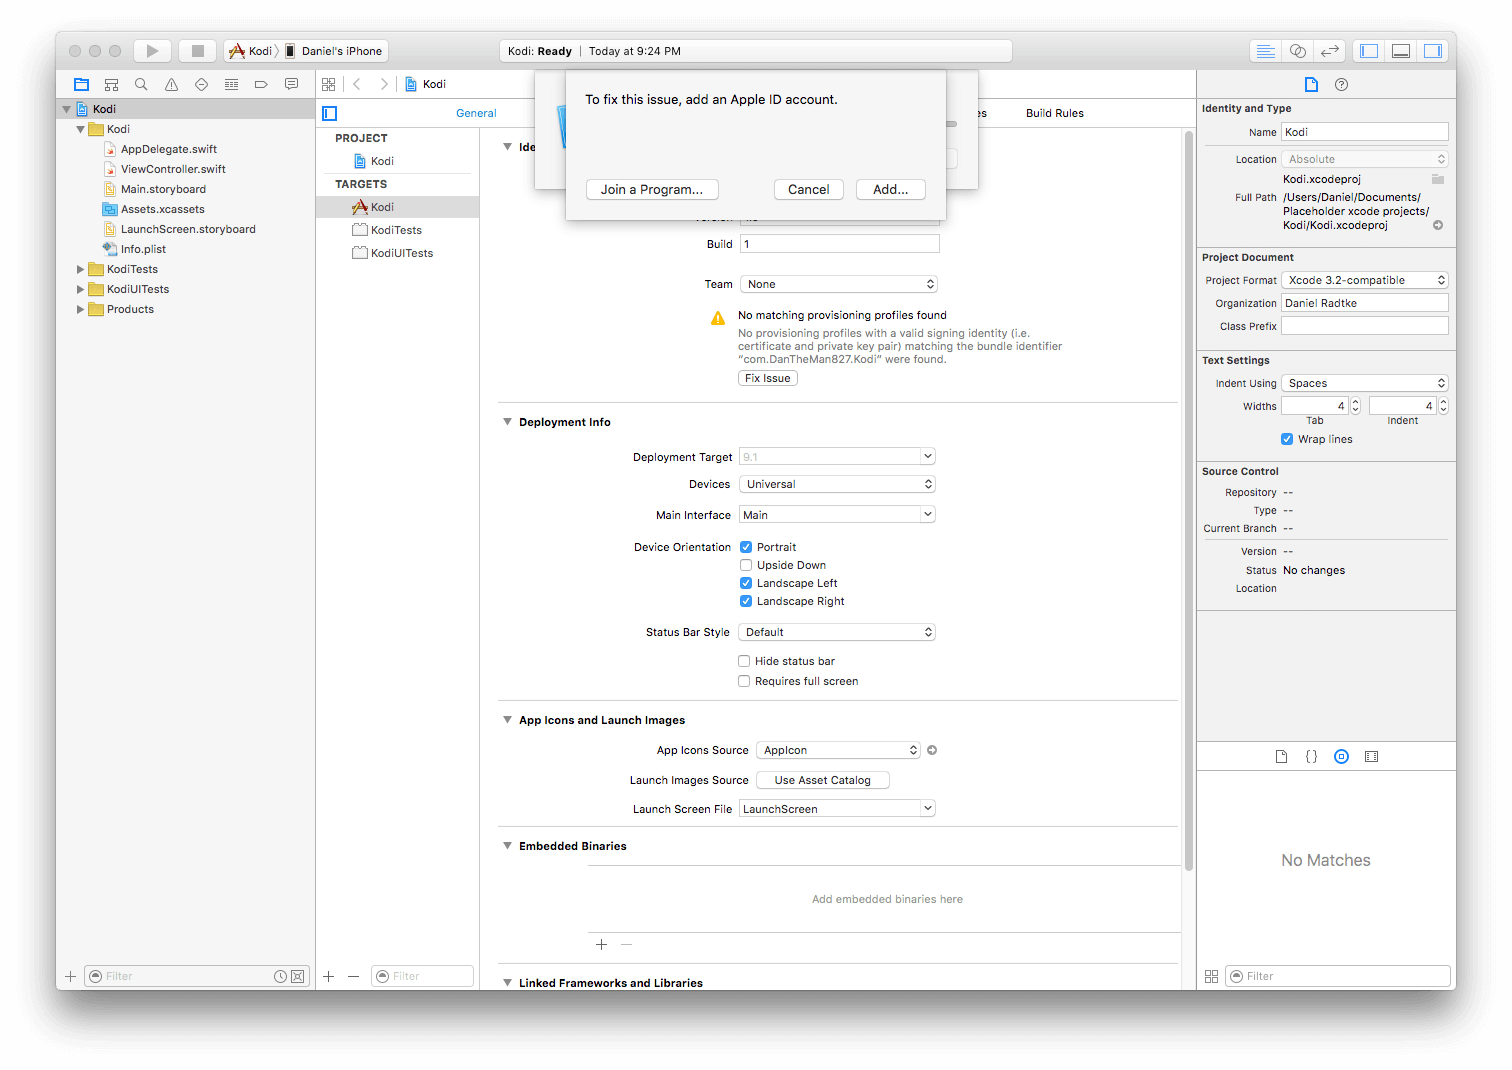 Kodi
Daniel's iPhone
Kodi: Ready
Today at 9:24 PM
Kodi
Kodi
Kodi
AppDelegate.swift
ViewController.swift
Main.storyboard
Assets.xcassets
LaunchScreen.storyboard
Info.plist
KodiTests
KodiUITests
Products
Filter
General
Build Rules
PROJECT
Kodi
TARGETS
Kodi
KodiTests
KodiUITests
Filter
To fix this issue, add an Apple ID account.
Join a Program...
Cancel
Add...
Build
1
Team
None
No matching provisioning profiles found
No provisioning profiles with a valid signing identity (i.e.
certificate and private key pair) matching the bundle identifier
“com.DanTheMan827.Kodi” were found.
Fix Issue
Deployment Info
Deployment Target
9.1
Devices
Universal
Main Interface
Main
Device Orientation
Portrait
Upside Down
Landscape Left
Landscape Right
Status Bar Style
Default
Hide status bar
Requires full screen
App Icons and Launch Images
App Icons Source
AppIcon
Launch Images Source
Use Asset Catalog
Launch Screen File
LaunchScreen
Embedded Binaries
Add embedded binaries here
Linked Frameworks and Libraries
Identity and Type
Name
Kodi
Location
Absolute
Kodi.xcodeproj
Full Path
/Users/Daniel/Documents/
Placeholder xcode projects/
Kodi/Kodi.xcodeproj
Project Document
Project Format
Xcode 3.2-compatible
Organization
Daniel Radtke
Class Prefix
Text Settings
Indent Using
Spaces
Widths
4
4
Tab
Indent
Wrap lines
Source Control
Repository
--
Type
--
Current Branch
--
Version
--
Status
No changes
Location
No Matches
Filter